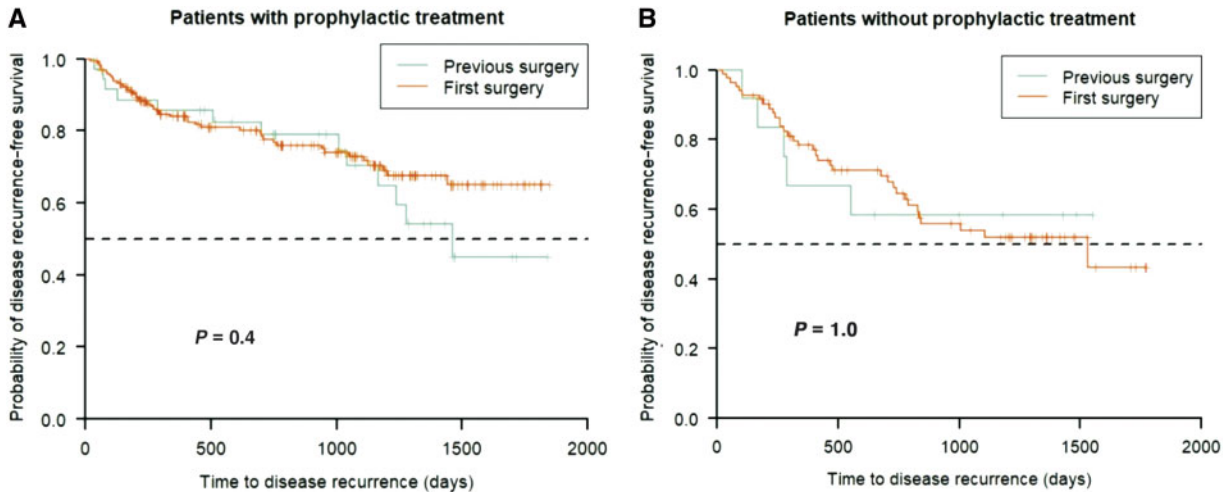 A
Patients with prophylactic treatment
Previous surgery
First surgery
Probability of disease recurrence-free survival
1.0
0.8
0.6
0.4
0.2
0.0
P = 0.4
0 500 1000 1500 2000
Time to disease recurrence (days)
B
Patients without prophylactic treatment
Previous surgery
First surgery
Probability of disease recurrence-free survival
1.0
0.8
0.6
0.4
0.2
0.0
P = 1.0
0 500 1000 1500 2000
Time to disease recurrence (days)